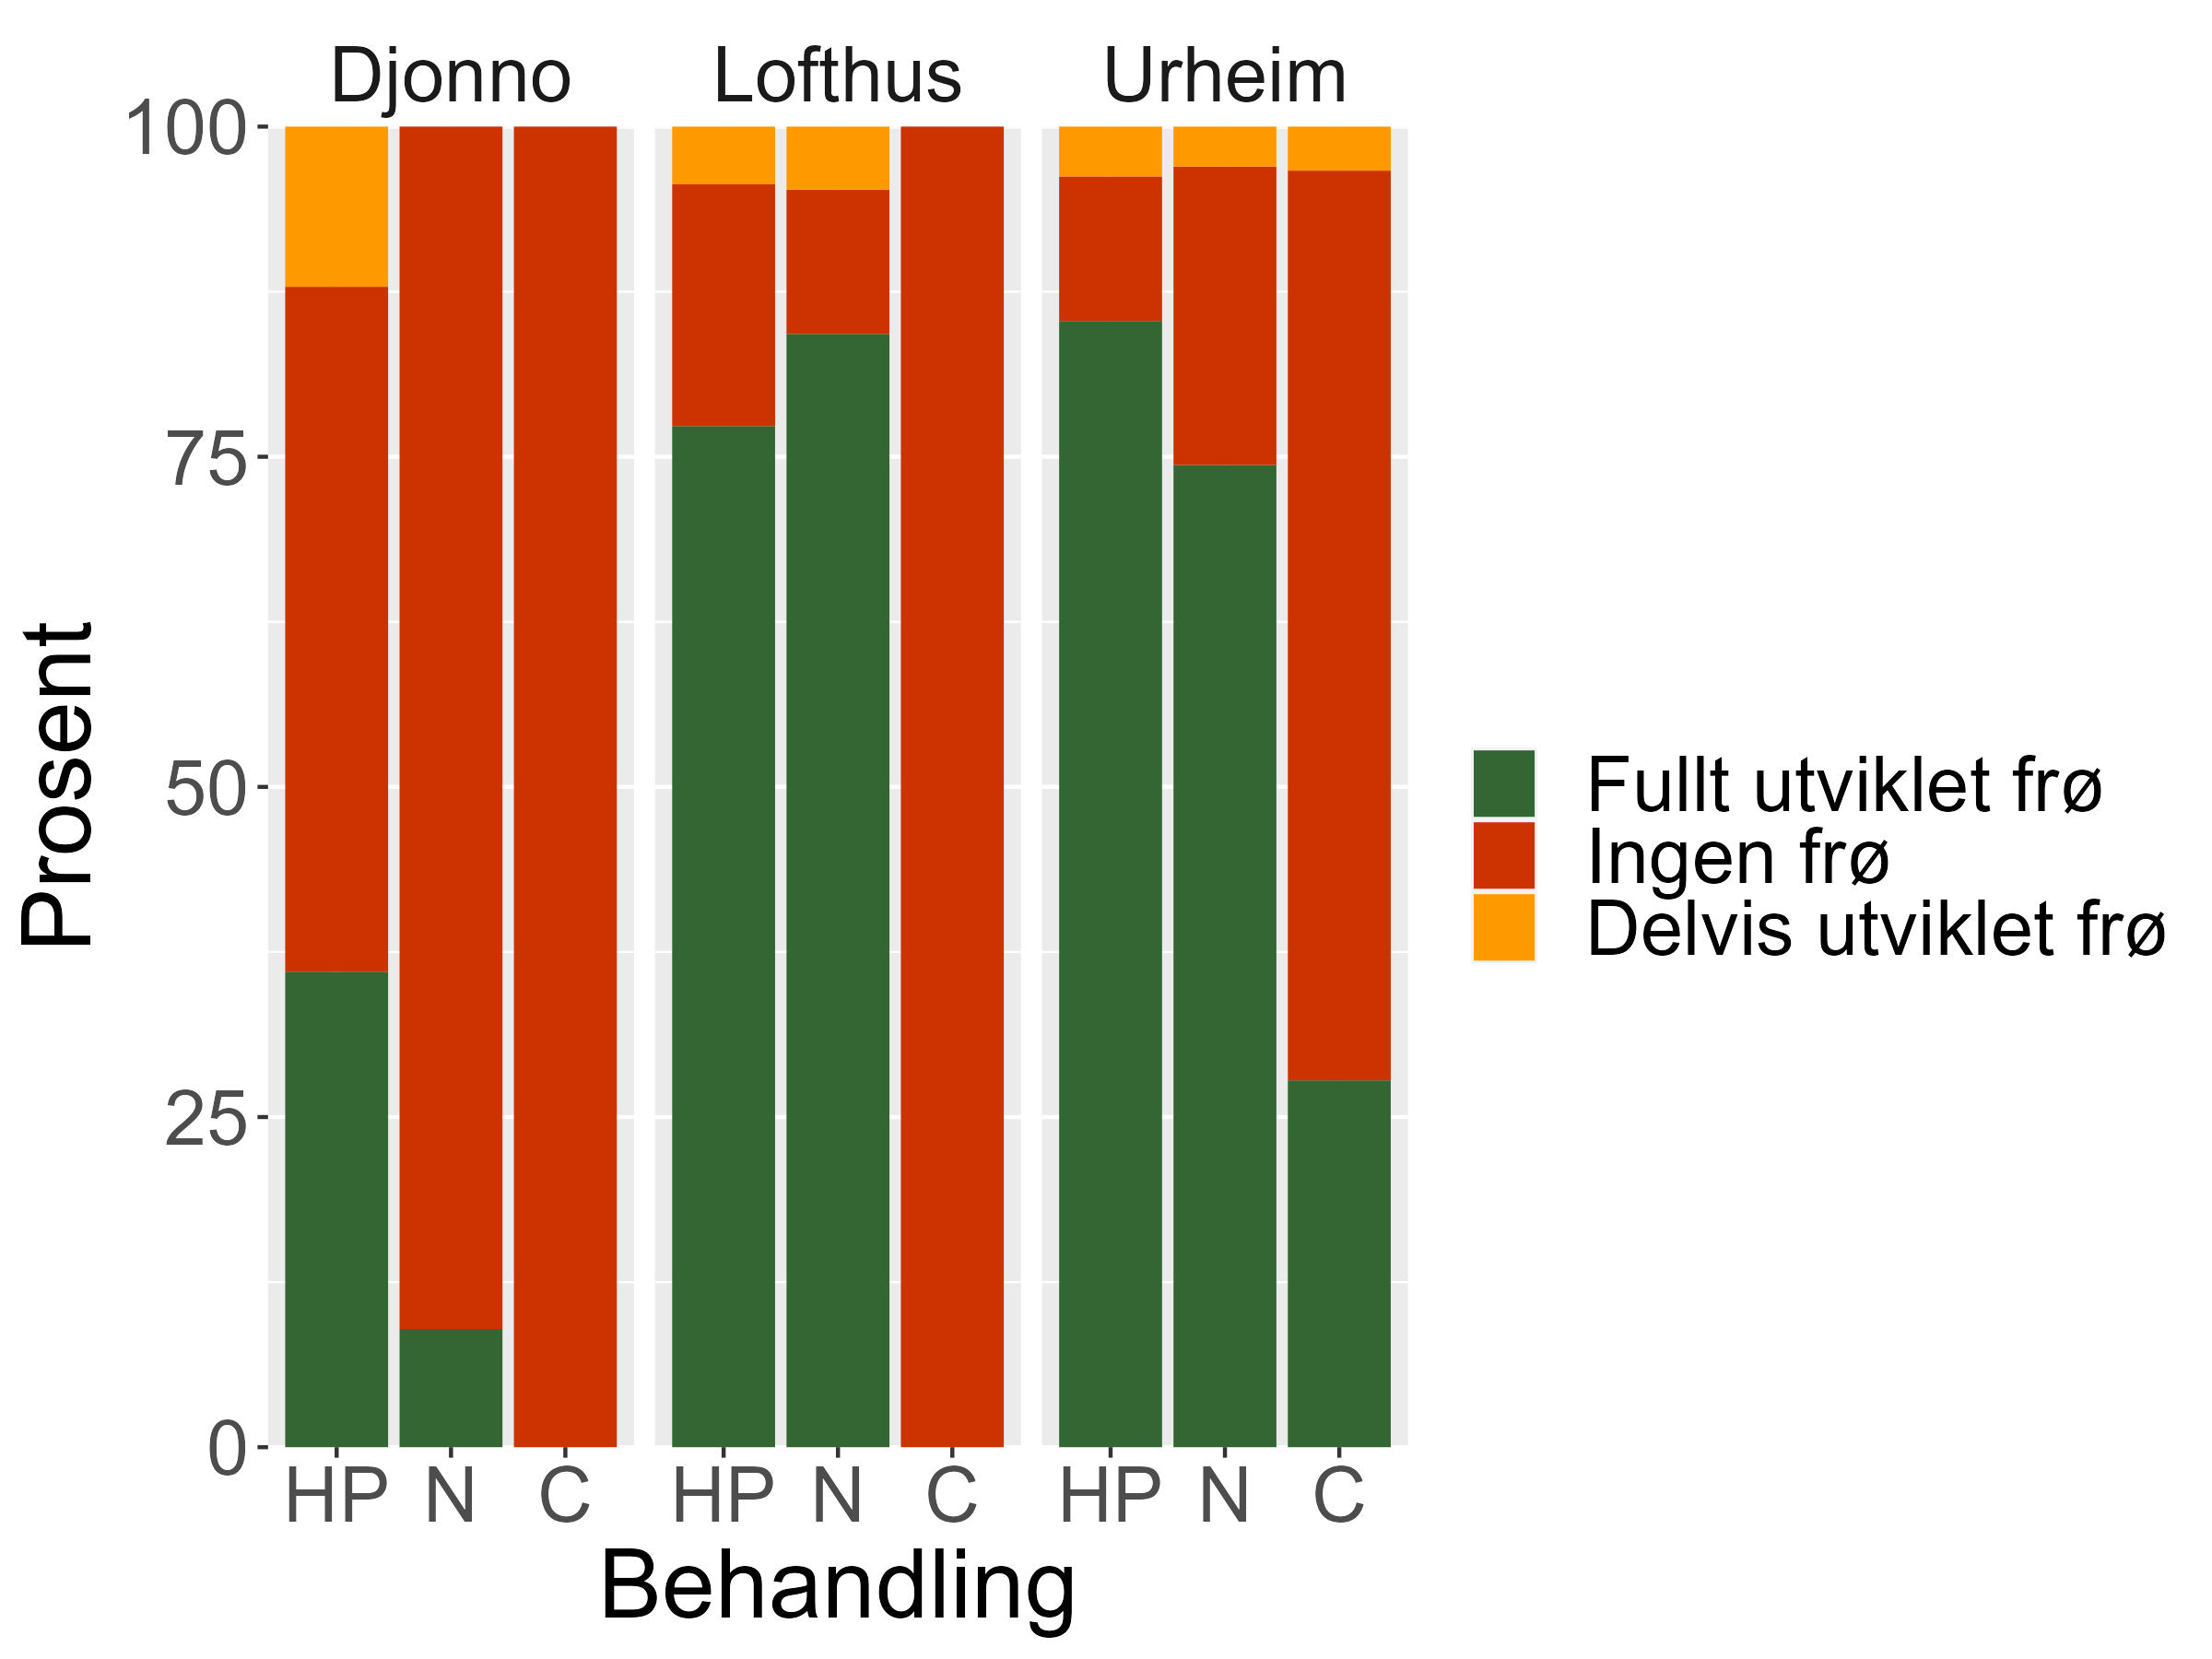 Djonno Lofthus Urheim
100
75
50
25
0
Prosent
HP N C HP N C HP N C
Behandling
Fullt utviklet frø
Ingen frø
Delvis utviklet frø